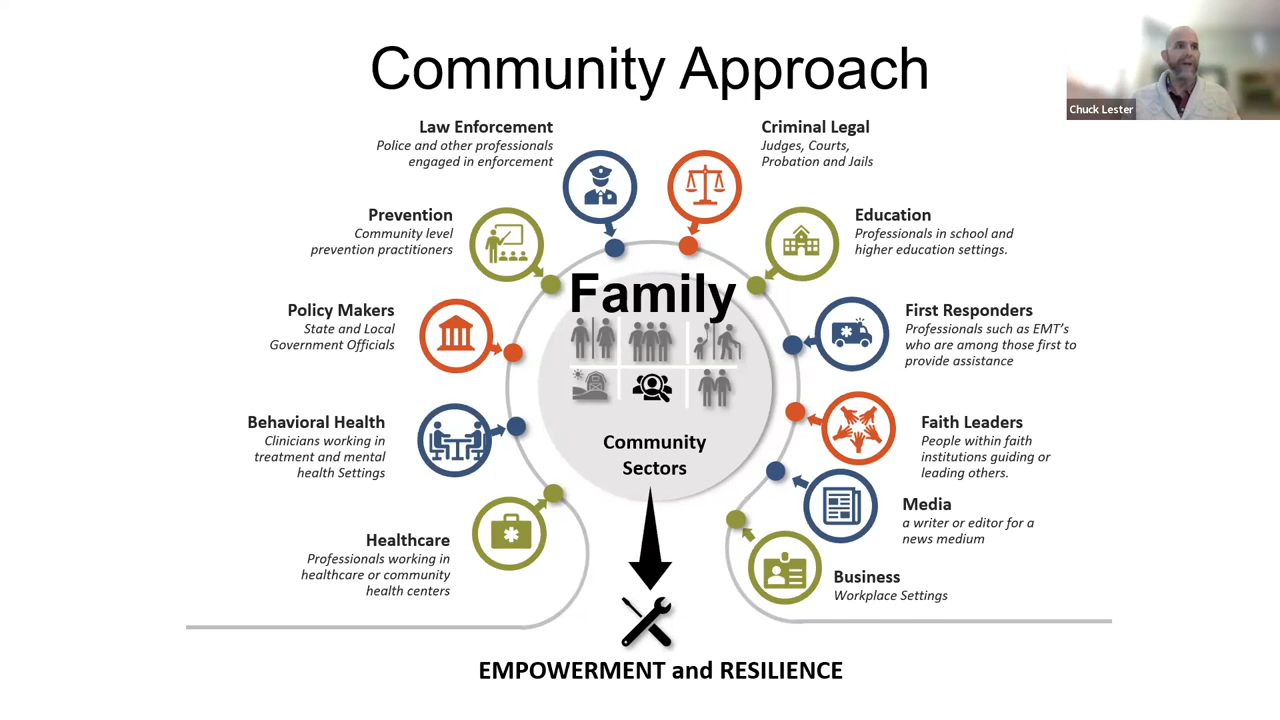 Community Approach
Chuck Lester
Law Enforcement
Police and other professionals
engaged in enforcement
Criminal Legal
Judges, Courts,
Probation and Jails
Prevention
Community level
prevention practitioners
Education
Professionals in school and
higher education settings.
Family
Policy Makers
State and Local
Government Officials
First Responders
Professionals such as EMT's
who are among those first to
provide assistance
Behavioral Health
Clinicians working in
treatment and mental
health Settings
Community
Sectors
Faith Leaders
People within faith
institutions guiding or
leading others.
Media
a writer or editor for a
news medium
Healthcare
Professionals working in
healthcare or community
health centers
Business
Workplace Settings
EMPOWERMENT and RESILIENCE